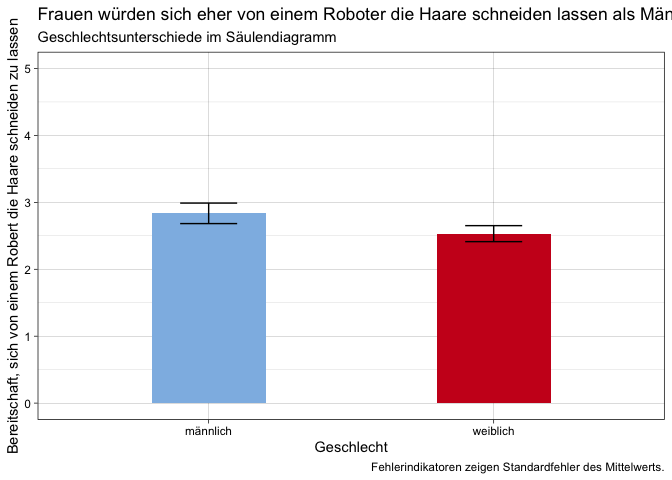 Frauen würden sich eher von einem Roboter die Haare schneiden lassen als Män
Geschlechtsunterschiede im Säulendiagramm
Bereitschaft, sich von einem Robert die Haare schneiden zu lassen
5
4
3
2
1
0
männlich
weiblich
Geschlecht
Fehlerindikatoren zeigen Standardfehler des Mittelwerts.